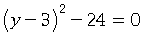 (y − 3)² − 24 = 0